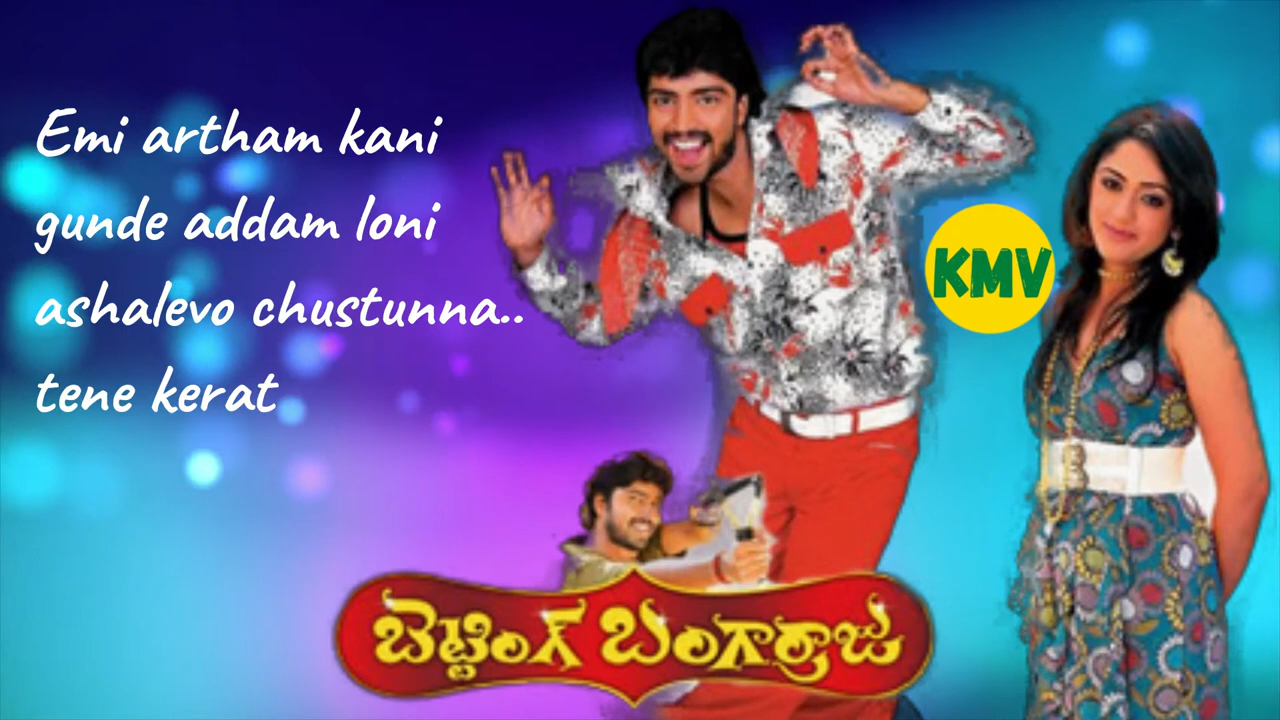 Emi artham kani
gunde addam loni
ashalevo chustunna..
tene kerat
KMV
బెట్టింగ్ బంగార్రాజు